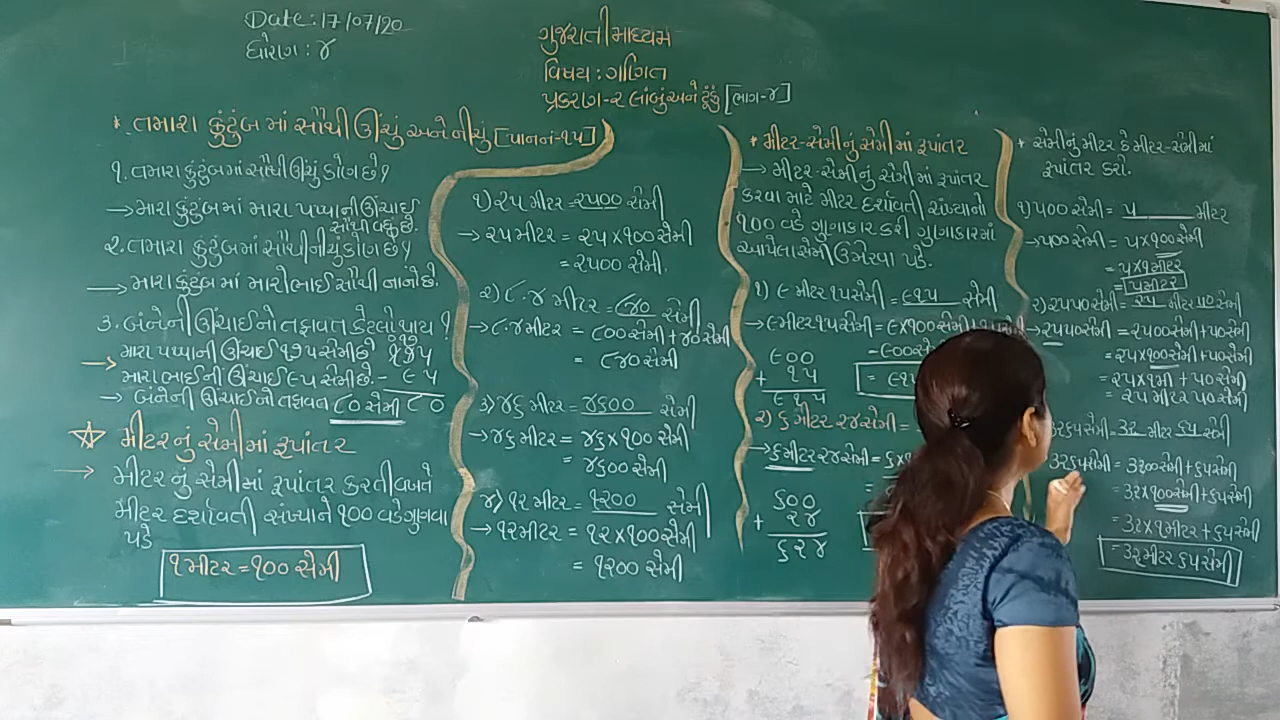 Date: 17/07/20
ધોરણ : ૪
ગુજરાતી માધ્યમ
વિષય : ગણિત
પ્રકરણ-૨ લાંબું અને ટૂંકું [ભાગ-૪]
* તમારા કુટુંબ માં સૌથી ઊંચું અને નીચું [પાનનં-૧૫]
૧. તમારા કુટુંબમાં સૌથી ઊંચું કોણ છે?
→ મારા કુટુંબમાં મારા પપ્પાની ઊંચાઈ
સૌથી વધુ છે.
૨. તમારા કુટુંબમાં સૌથી નીચું કોણ છે?
→ મારા કુટુંબ માં મારો ભાઈ સૌથી નાનો છે.
૩. બંનેની ઊંચાઈનો તફાવત કેટલો થાય ?
→ મારા પપ્પાની ઊંચાઈ ૧૭૫ સેમી છે
મારા ભાઈની ઊંચાઈ ૯૫ સેમી છે. - ૯ ૫
→ બંનેની ઊંચાઈનો તફાવત ૮૦ સેમી ૮ ૦
મીટરનું સેમીમાં રૂપાંતર
→ મીટર નું સેમીમાં રૂપાંતર કરતી વખતે
મીટર દર્શાવતી સંખ્યાને ૧૦૦ વડે ગુણવા
પડે
૧ મીટર = ૧૦૦ સેમી
૧) ૨૫ મીટર = ૨૫૦૦ સેમી
→ ૨૫ મીટર = ૨૫ × ૧૦૦ સેમી
= ૨૫૦૦ સેમી.
૨) ૮.૪ મીટર = ૮૪૦ સેમી
→ ૮.૪ મીટર = ૮૦૦ સેમી + ૪૦ સેમી
= ૮૪૦ સેમી
૩) ૪૬ મીટર = ૪૬૦૦ સેમી
→ ૪૬ મીટર = ૪૬ × ૧૦૦ સેમી
= ૪૬૦૦ સેમી
૪) ૧૨ મીટર = ૧૨૦૦ સેમી
→ ૧૨ મીટર = ૧૨ × ૧૦૦ સેમી
= ૧૨૦૦ સેમી
* મીટર-સેમીનું સેમીમાં રૂપાંતર
→ મીટર-સેમીનું સેમીમાં રૂપાંતર
કરવા માટે મીટર દર્શાવતી સંખ્યાનો
૧૦૦ વડે ગુણાકાર કરી ગુણાકારમાં
આપેલા સેમી ઉમેરવા પડે.
૧) ૯ મીટર ૧૫ સેમી = ૯૧૫ સેમી
→ ૯ મીટર ૧૫ સેમી = ૯ × ૧૦૦ સેમી
૯૦૦
+ ૧૫
૯૧૫
૨) ૬ મીટર ૨૪ સેમી =
→ ૬ મીટર ૨૪ સેમી =
૬૦૦
+ ૨૪
૬૨૪
* સેમીનું મીટર કે મીટર-સેમીમાં
રૂપાંતર કરો.
૧) ૫૦૦ સેમી = ૫ મીટર
→ ૫૦૦ સેમી = ૫ × ૧૦૦ સેમી
= ૫ × ૧ મીટર
= ૫ મીટર
૨) ૨૫૫૦ સેમી = ૨૫ મીટર ૫૦ સેમી
→ ૨૫૫૦ સેમી = ૨૫૦૦ સેમી + ૫૦ સેમી
= ૨૫ × ૧૦૦ સેમી + ૫૦ સેમી
= ૨૫ × ૧ મી + ૫૦ સેમી
= ૨૫ મીટર ૫૦ સેમી
૩૨૬૫ સેમી = ૩૨ મીટર ૬૫ સેમી
૩૨૬૫ સેમી = ૩૨૦૦ સેમી + ૬૫ સેમી
= ૩૨ × ૧૦૦ સેમી + ૬૫ સેમી
= ૩૨ × ૧ મીટર + ૬૫ સેમી
= ૩૨ મીટર ૬૫ સેમી